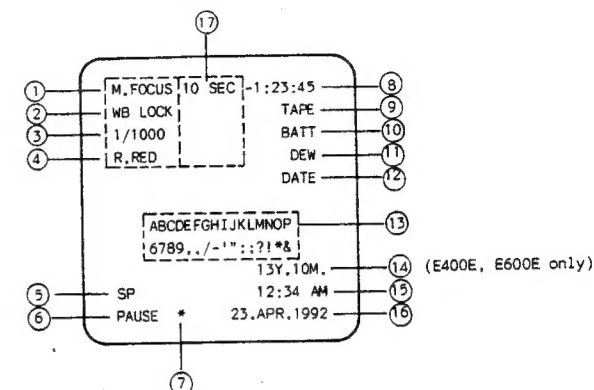 17
1 M.FOCUS 10 SEC -1:23:45 8
2 WB LOCK TAPE 9
3 1/1000 BATT 10
4 R.RED DEW 11
DATE 12
ABCDEFGHIJKLMNOP 13
6789,./-'":;?!*&
13Y.10M. 14 (E400E, E600E only)
5 SP 12:34 AM 15
6 PAUSE * 23.APR.1992 16
7